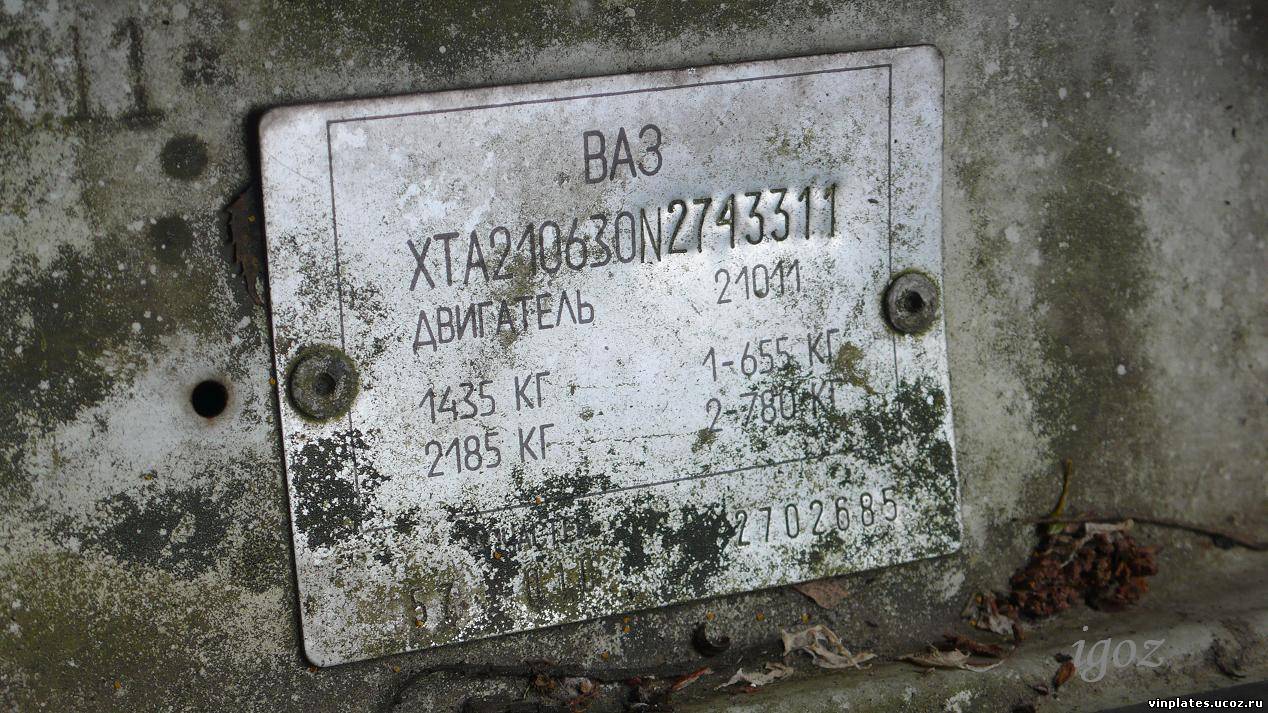 ВАЗ
XTA210630N2743311
ДВИГАТЕЛЬ 21011
1435 КГ 1-655 КГ
2185 КГ 2-780 КГ
2702685
igoz
vinplates.ucoz.ru